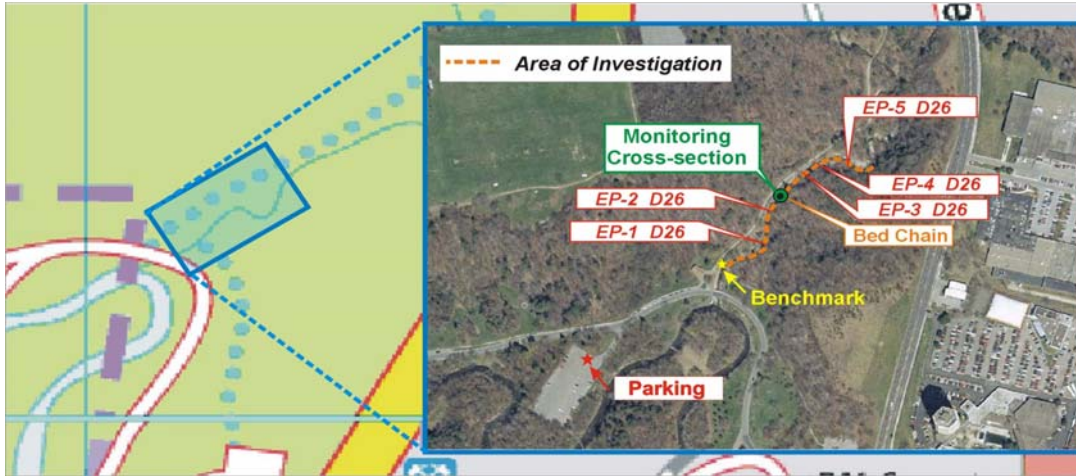 Area of Investigation
EP-5 D26
Monitoring
Cross-section
EP-4 D26
EP-2 D26
EP-3 D26
EP-1 D26
Bed Chain
Benchmark
Parking